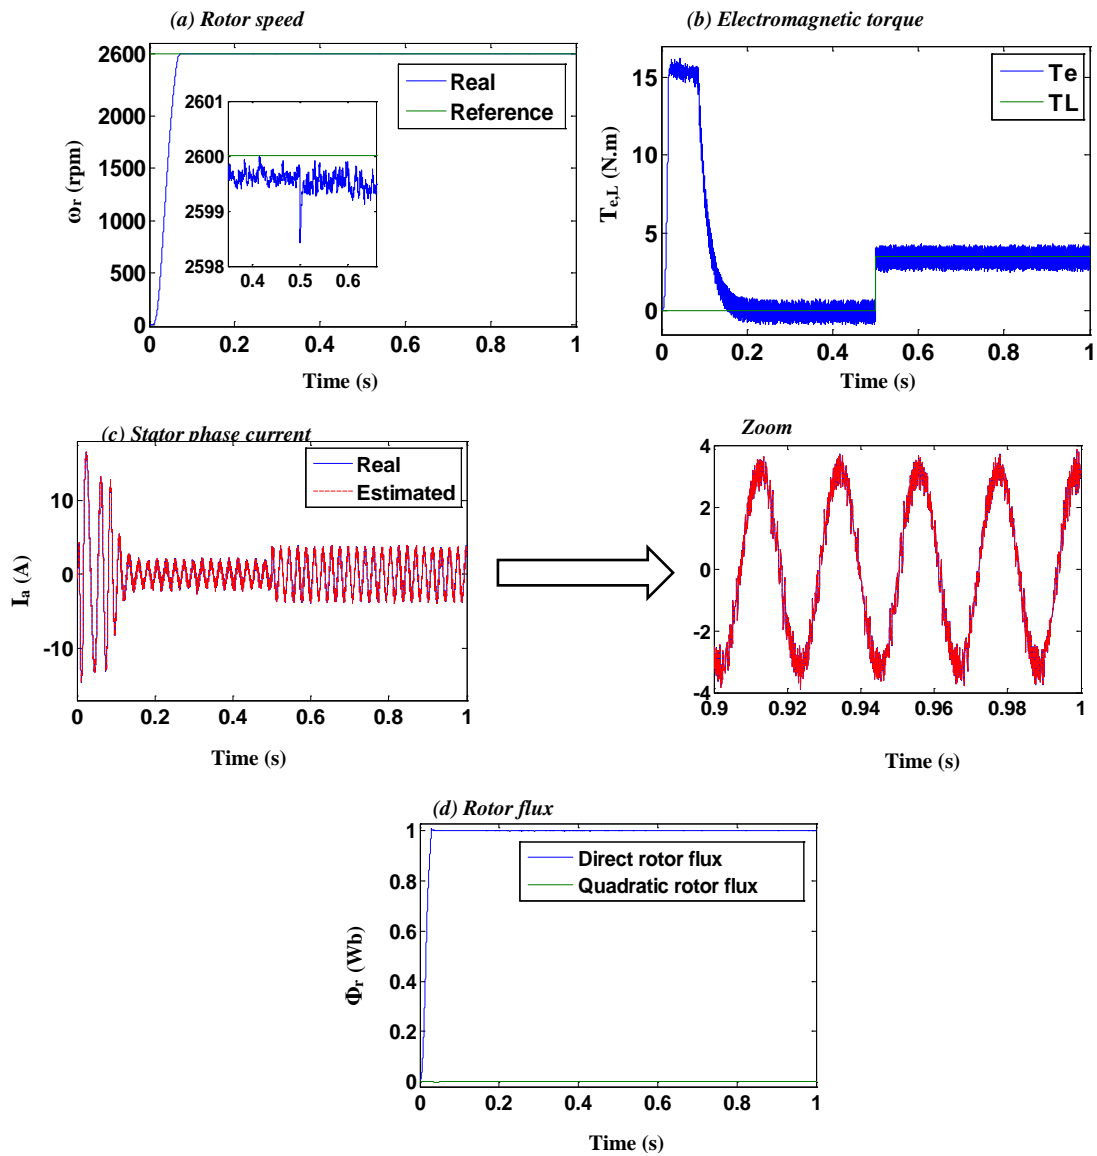 (a) Rotor speed
ωr (rpm)
2600
2000
1500
1000
500
0
0 0.2 0.4 0.6 0.8 1
Time (s)
Real
Reference
2601
2600
2599
2598
0.4 0.5 0.6
(b) Electromagnetic torque
Te,L (N.m)
15
10
5
0
0 0.2 0.4 0.6 0.8 1
Time (s)
Te
TL
(c) Stator phase current
Ia (A)
10
0
-10
0 0.2 0.4 0.6 0.8 1
Time (s)
Real
Estimated
Zoom
4
2
0
-2
-4
0.9 0.92 0.94 0.96 0.98 1
Time (s)
(d) Rotor flux
Φr (Wb)
1
0.8
0.6
0.4
0.2
0
0 0.2 0.4 0.6 0.8 1
Time (s)
Direct rotor flux
Quadratic rotor flux